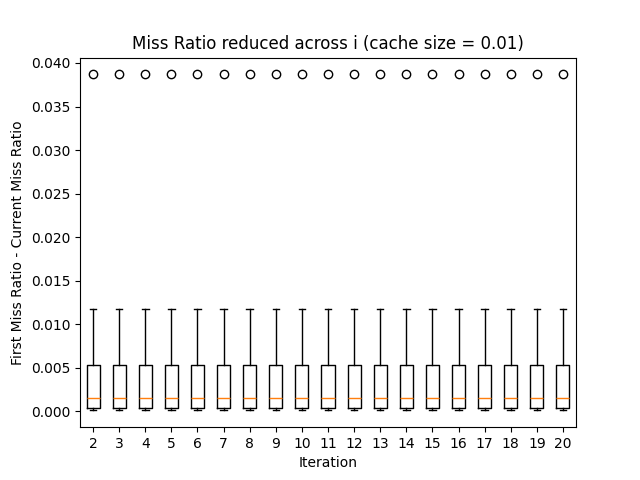 Miss Ratio reduced across i (cache size = 0.01)
First Miss Ratio - Current Miss Ratio
0.040
0.035
0.030
0.025
0.020
0.015
0.010
0.005
0.000
2 3 4 5 6 7 8 9 10 11 12 13 14 15 16 17 18 19 20
Iteration